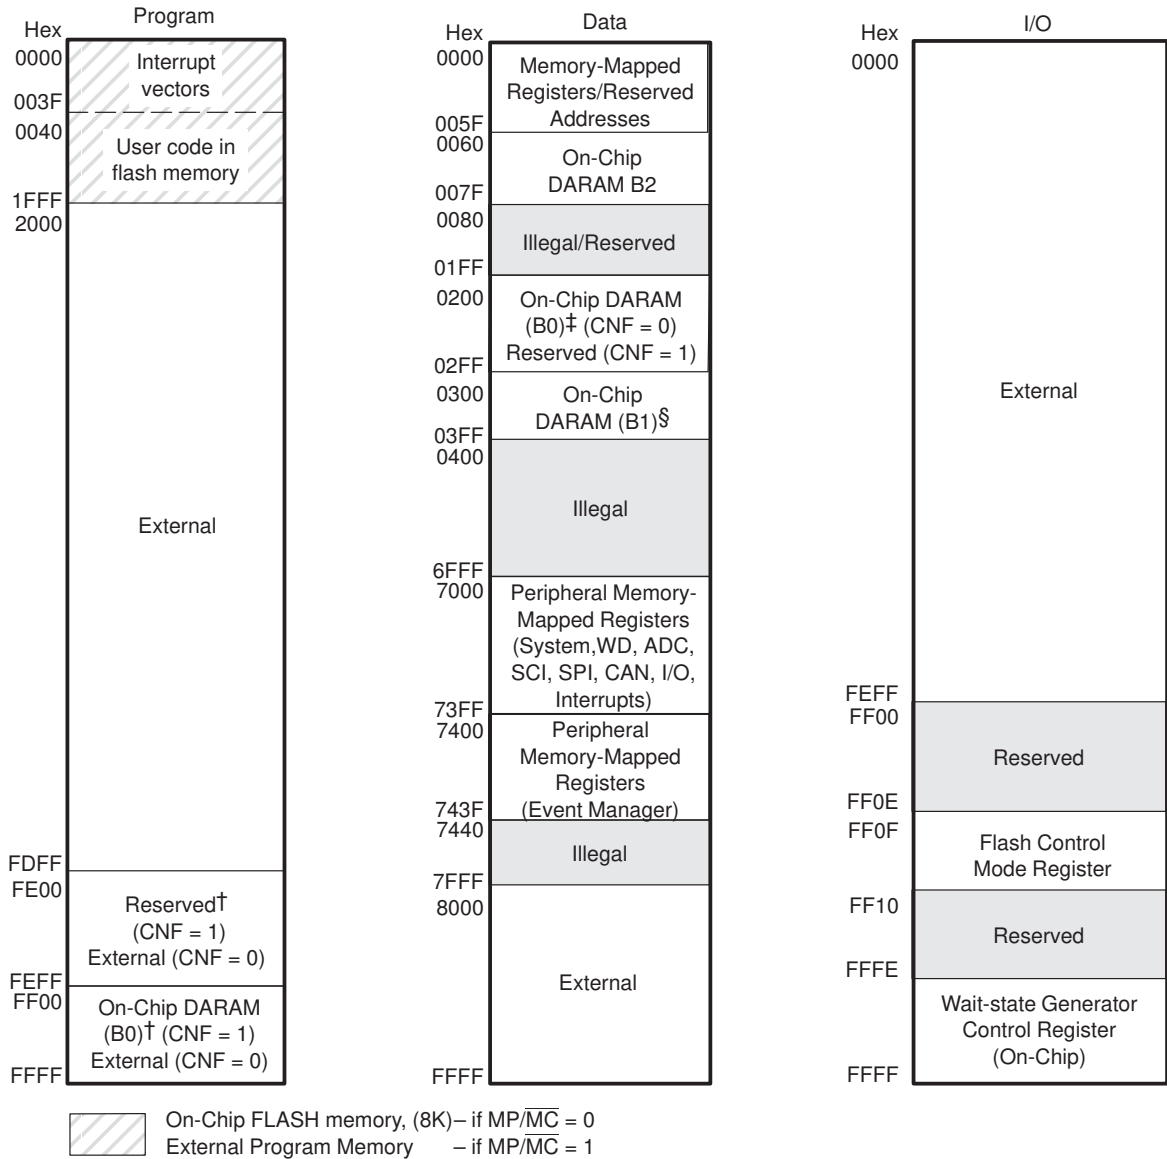 Program
Hex
0000
Interrupt
vectors
003F
0040
User code in
flash memory
1FFF
2000
External
FDFF
FE00
Reserved†
(CNF = 1)
External (CNF = 0)
FEFF
FF00
On-Chip DARAM
(B0)† (CNF = 1)
External (CNF = 0)
FFFF
Data
Hex
0000
Memory-Mapped
Registers/Reserved
Addresses
005F
0060
On-Chip
DARAM B2
007F
0080
Illegal/Reserved
01FF
0200
On-Chip DARAM
(B0)‡ (CNF = 0)
Reserved (CNF = 1)
02FF
0300
On-Chip
DARAM (B1)§
03FF
0400
Illegal
6FFF
7000
Peripheral Memory-
Mapped Registers
(System,WD, ADC,
SCI, SPI, CAN, I/O,
Interrupts)
73FF
7400
Peripheral
Memory-Mapped
Registers
(Event Manager)
743F
7440
Illegal
7FFF
8000
External
FFFF
I/O
Hex
0000
External
FEFF
FF00
Reserved
FF0E
FF0F
Flash Control
Mode Register
FF10
Reserved
FFFE
Wait-state Generator
Control Register
(On-Chip)
FFFF
On-Chip FLASH memory, (8K) – if MP/M̅C̅ = 0
External Program Memory – if MP/M̅C̅ = 1